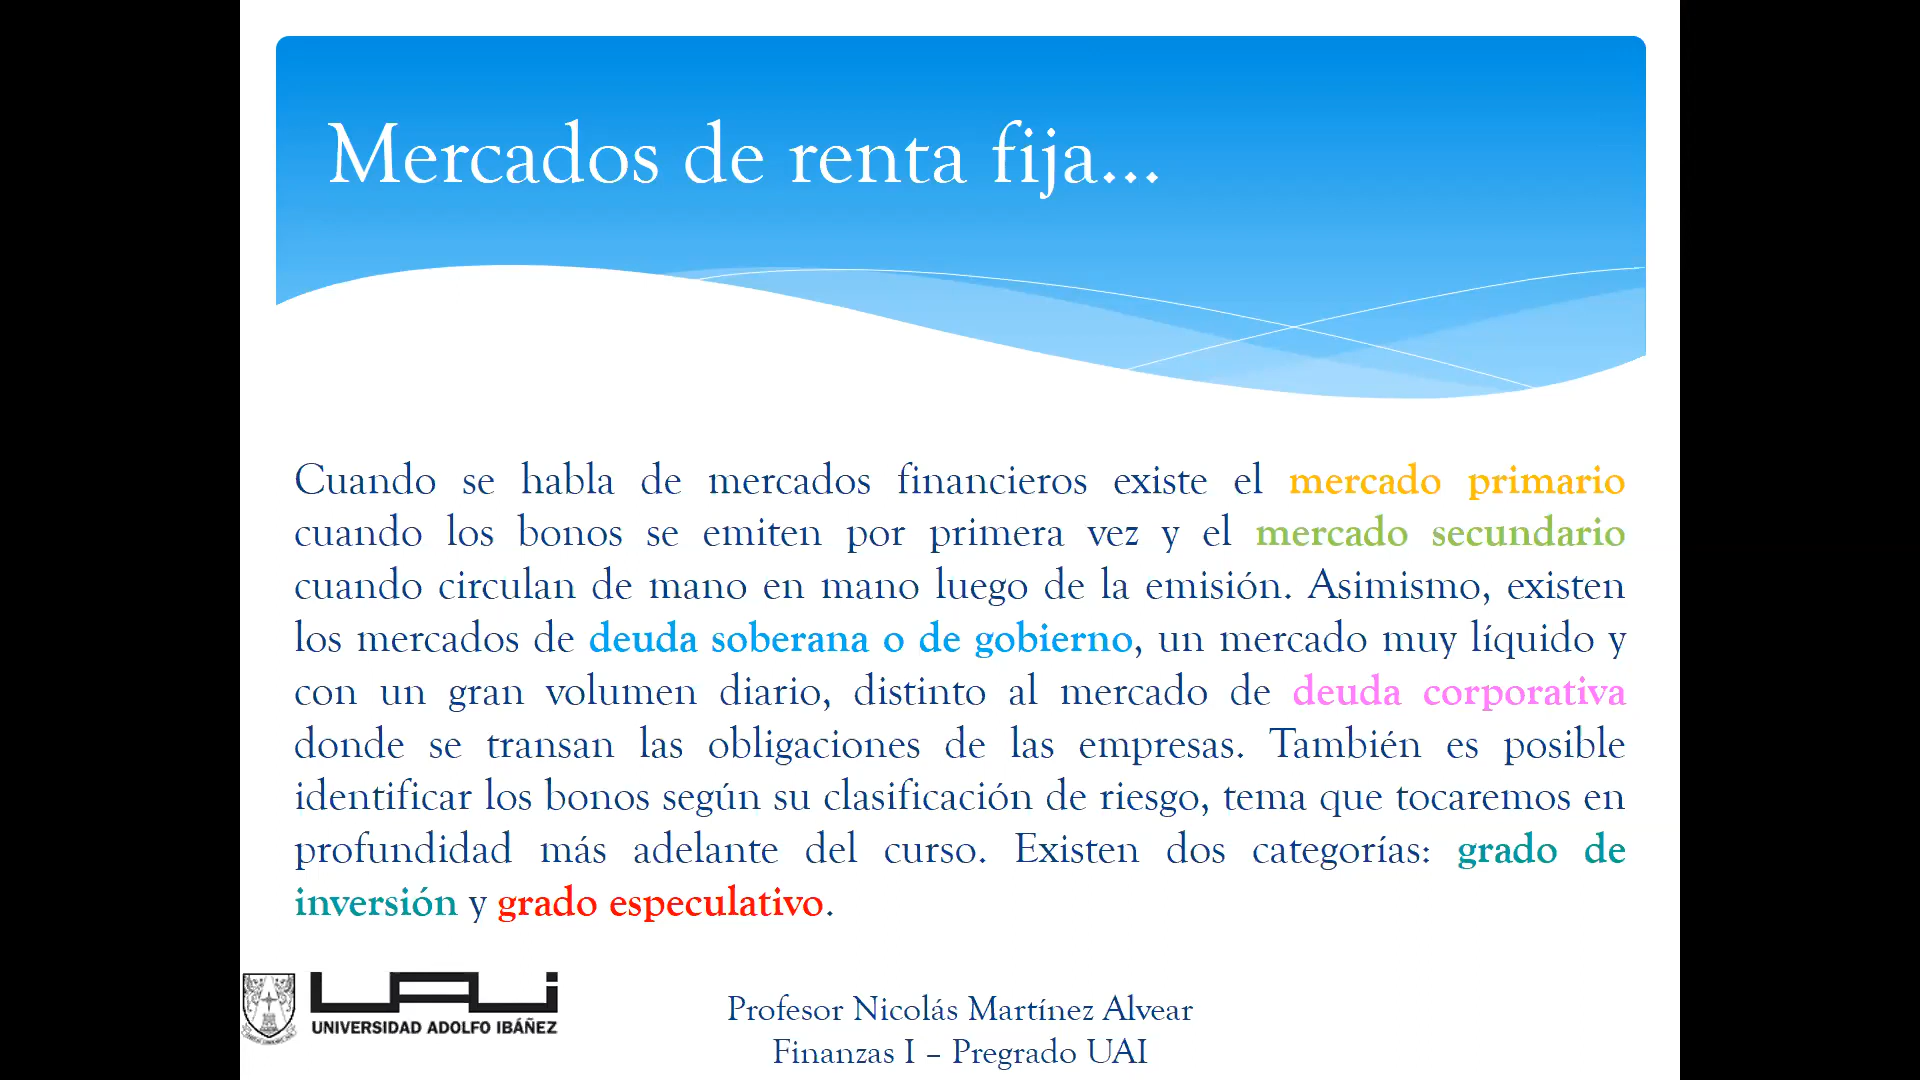 Mercados de renta fija...
Cuando se habla de mercados financieros existe el mercado primario
cuando los bonos se emiten por primera vez y el mercado secundario
cuando circulan de mano en mano luego de la emisión. Asimismo, existen
los mercados de deuda soberana o de gobierno, un mercado muy líquido y
con un gran volumen diario, distinto al mercado de deuda corporativa
donde se transan las obligaciones de las empresas. También es posible
identificar los bonos según su clasificación de riesgo, tema que tocaremos en
profundidad más adelante del curso. Existen dos categorías: grado de
inversión y grado especulativo.
UAi
UNIVERSIDAD ADOLFO IBÁÑEZ
Profesor Nicolás Martínez Alvear
Finanzas I – Pregrado UAI